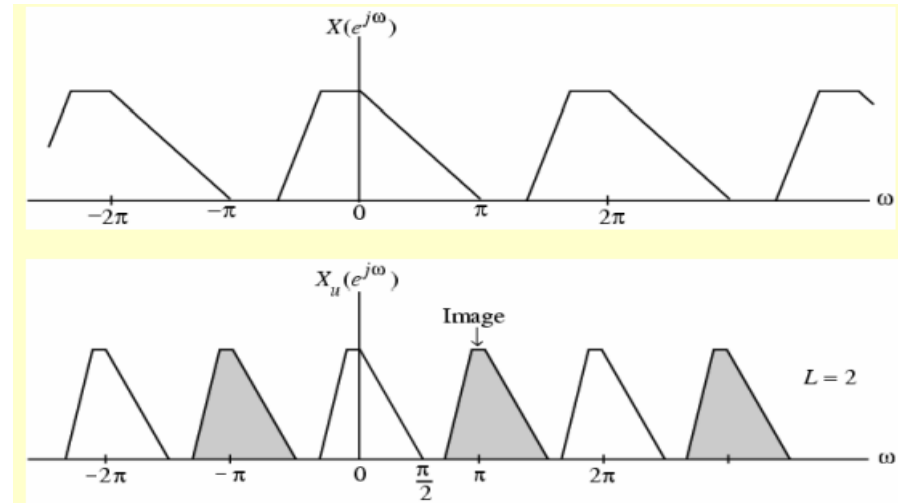 X(e^{jω})
−2π −π 0 π 2π ω
X_u(e^{jω})
Image
↓
L = 2
−2π −π 0 π/2 π 2π ω